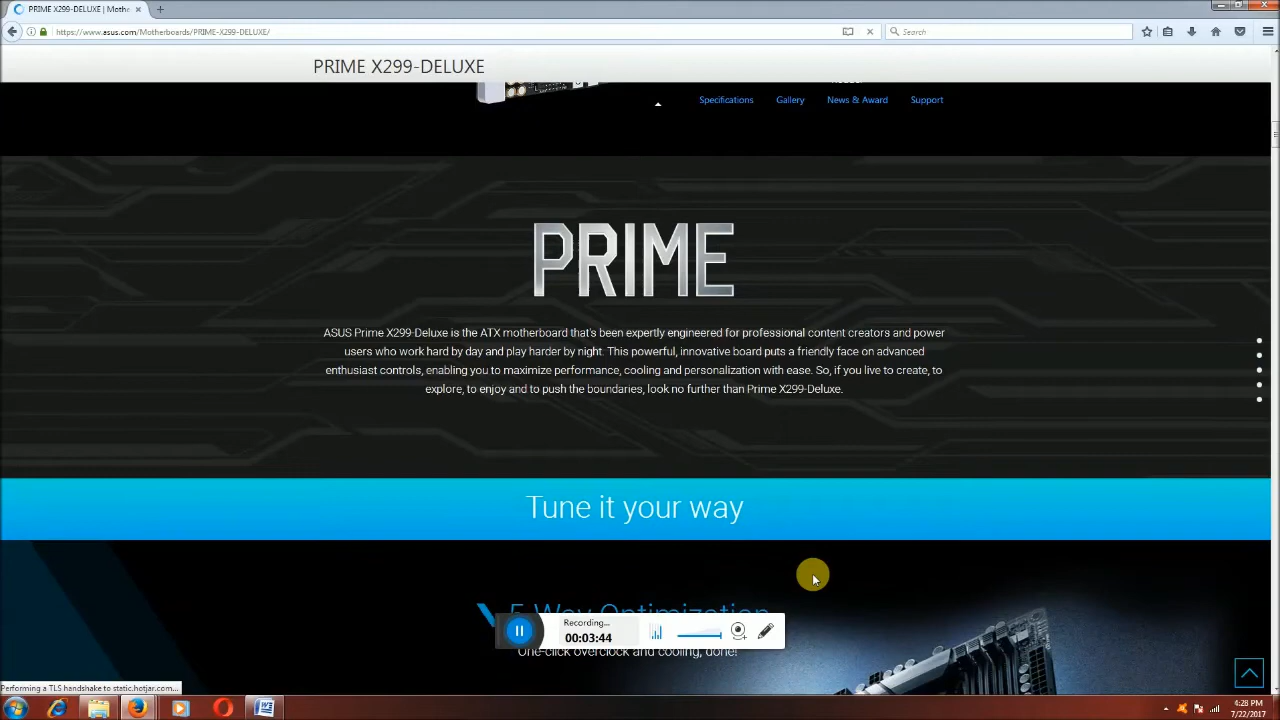 PRIME X299-DELUXE | Mothe
https://www.asus.com/Motherboards/PRIME-X299-DELUXE/
Search
PRIME X299-DELUXE
Specifications
Gallery
News & Award
Support
PRIME
ASUS Prime X299-Deluxe is the ATX motherboard that's been expertly engineered for professional content creators and power
users who work hard by day and play harder by night. This powerful, innovative board puts a friendly face on advanced
enthusiast controls, enabling you to maximize performance, cooling and personalization with ease. So, if you live to create, to
explore, to enjoy and to push the boundaries, look no further than Prime X299-Deluxe.
Tune it your way
5-Way Optimization
Recording...
00:03:44
One-click overclock and cooling, done!
Performing a TLS handshake to static.hotjar.com...
4:28 PM
7/22/2017